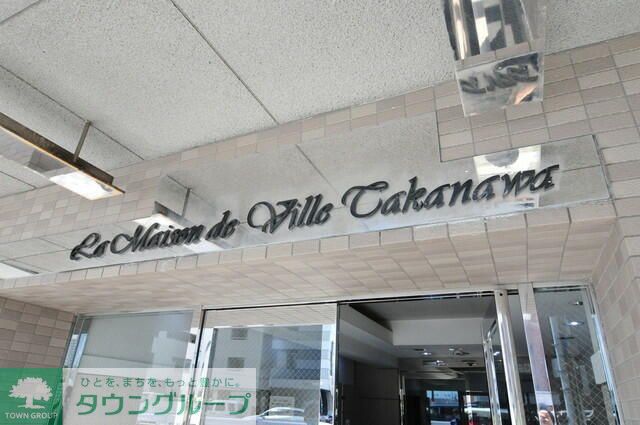 La Maison de Ville Takanawa
TOWN GROUP
ひとを、まちを、もっと豊かに。
タウングループ